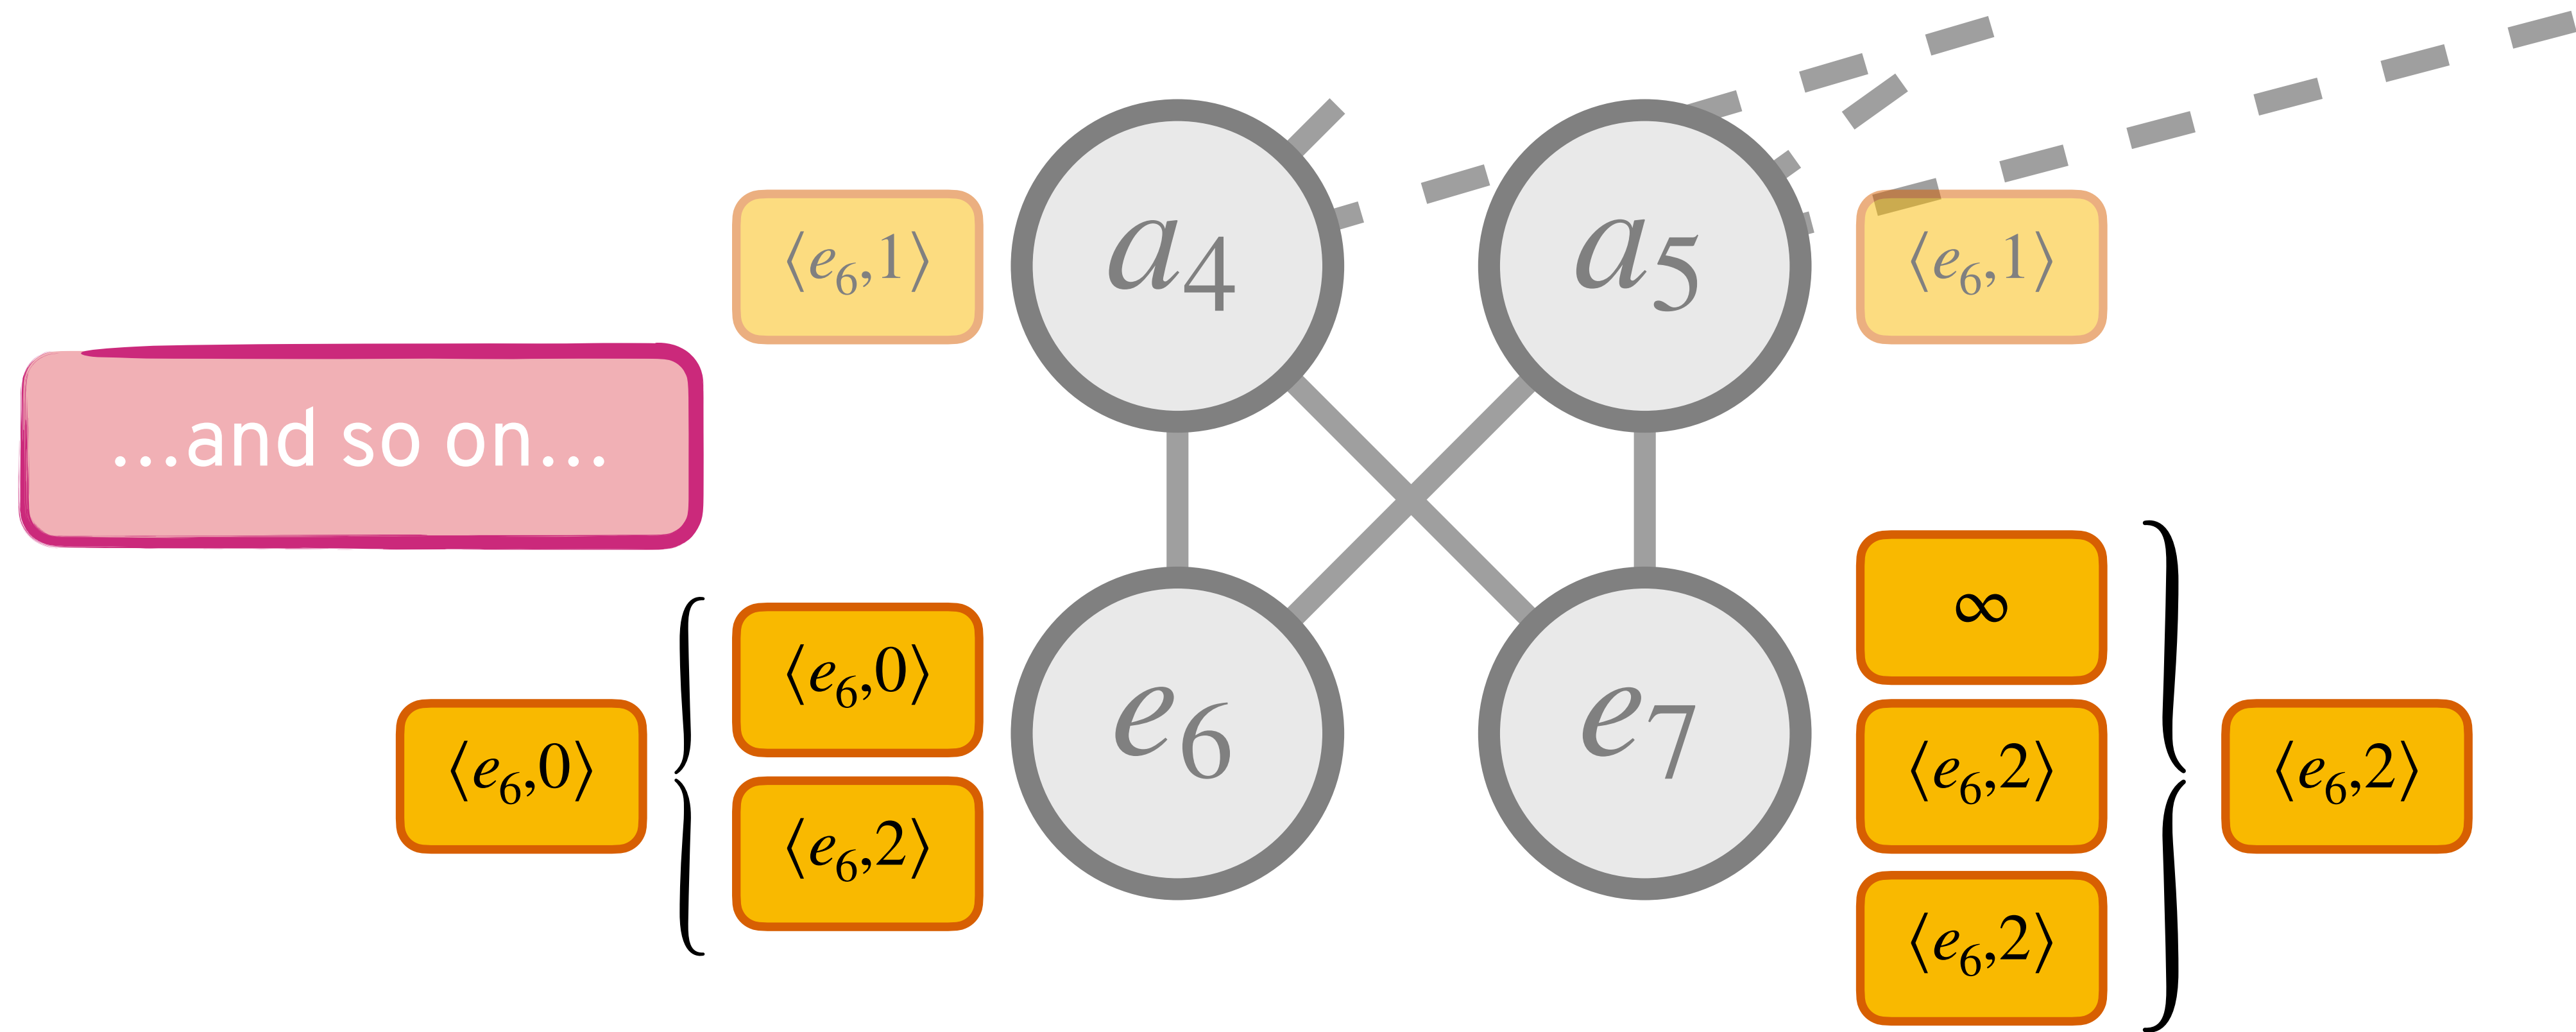 ⟨e₆,1⟩
a₄
a₅
⟨e₆,1⟩
...and so on...
⟨e₆,0⟩
⟨e₆,0⟩
⟨e₆,2⟩
e₆
e₇
∞
⟨e₆,2⟩
⟨e₆,2⟩
⟨e₆,2⟩